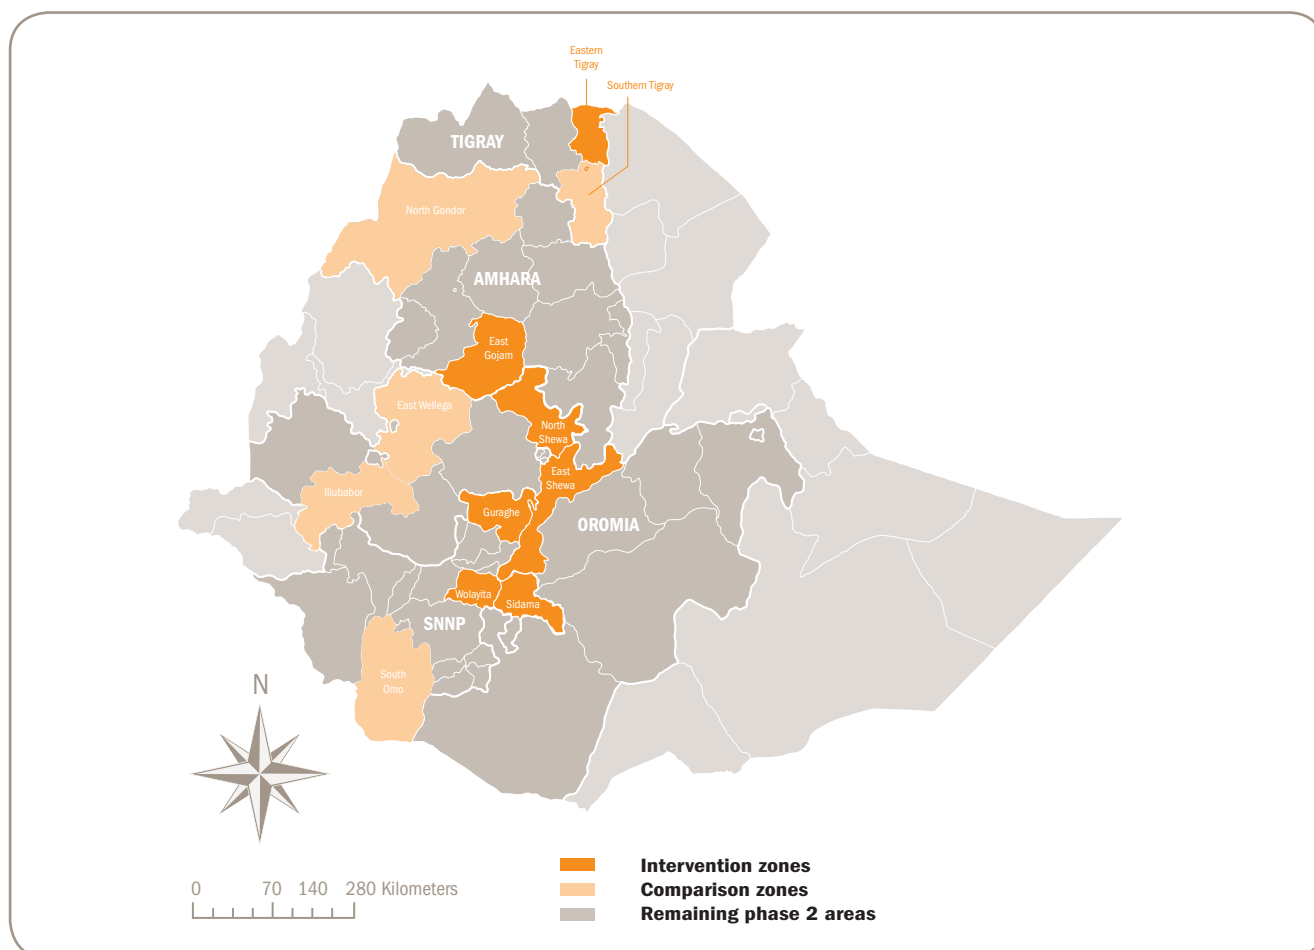 Eastern
Tigray
Southern Tigray
TIGRAY
North Gondor
AMHARA
East
Gojam
East Wellega
North
Shewa
East
Shewa
Illubabor
Guraghe
OROMIA
Wolayita
Sidama
SNNP
South
Omo
N
0 70 140 280 Kilometers
Intervention zones
Comparison zones
Remaining phase 2 areas